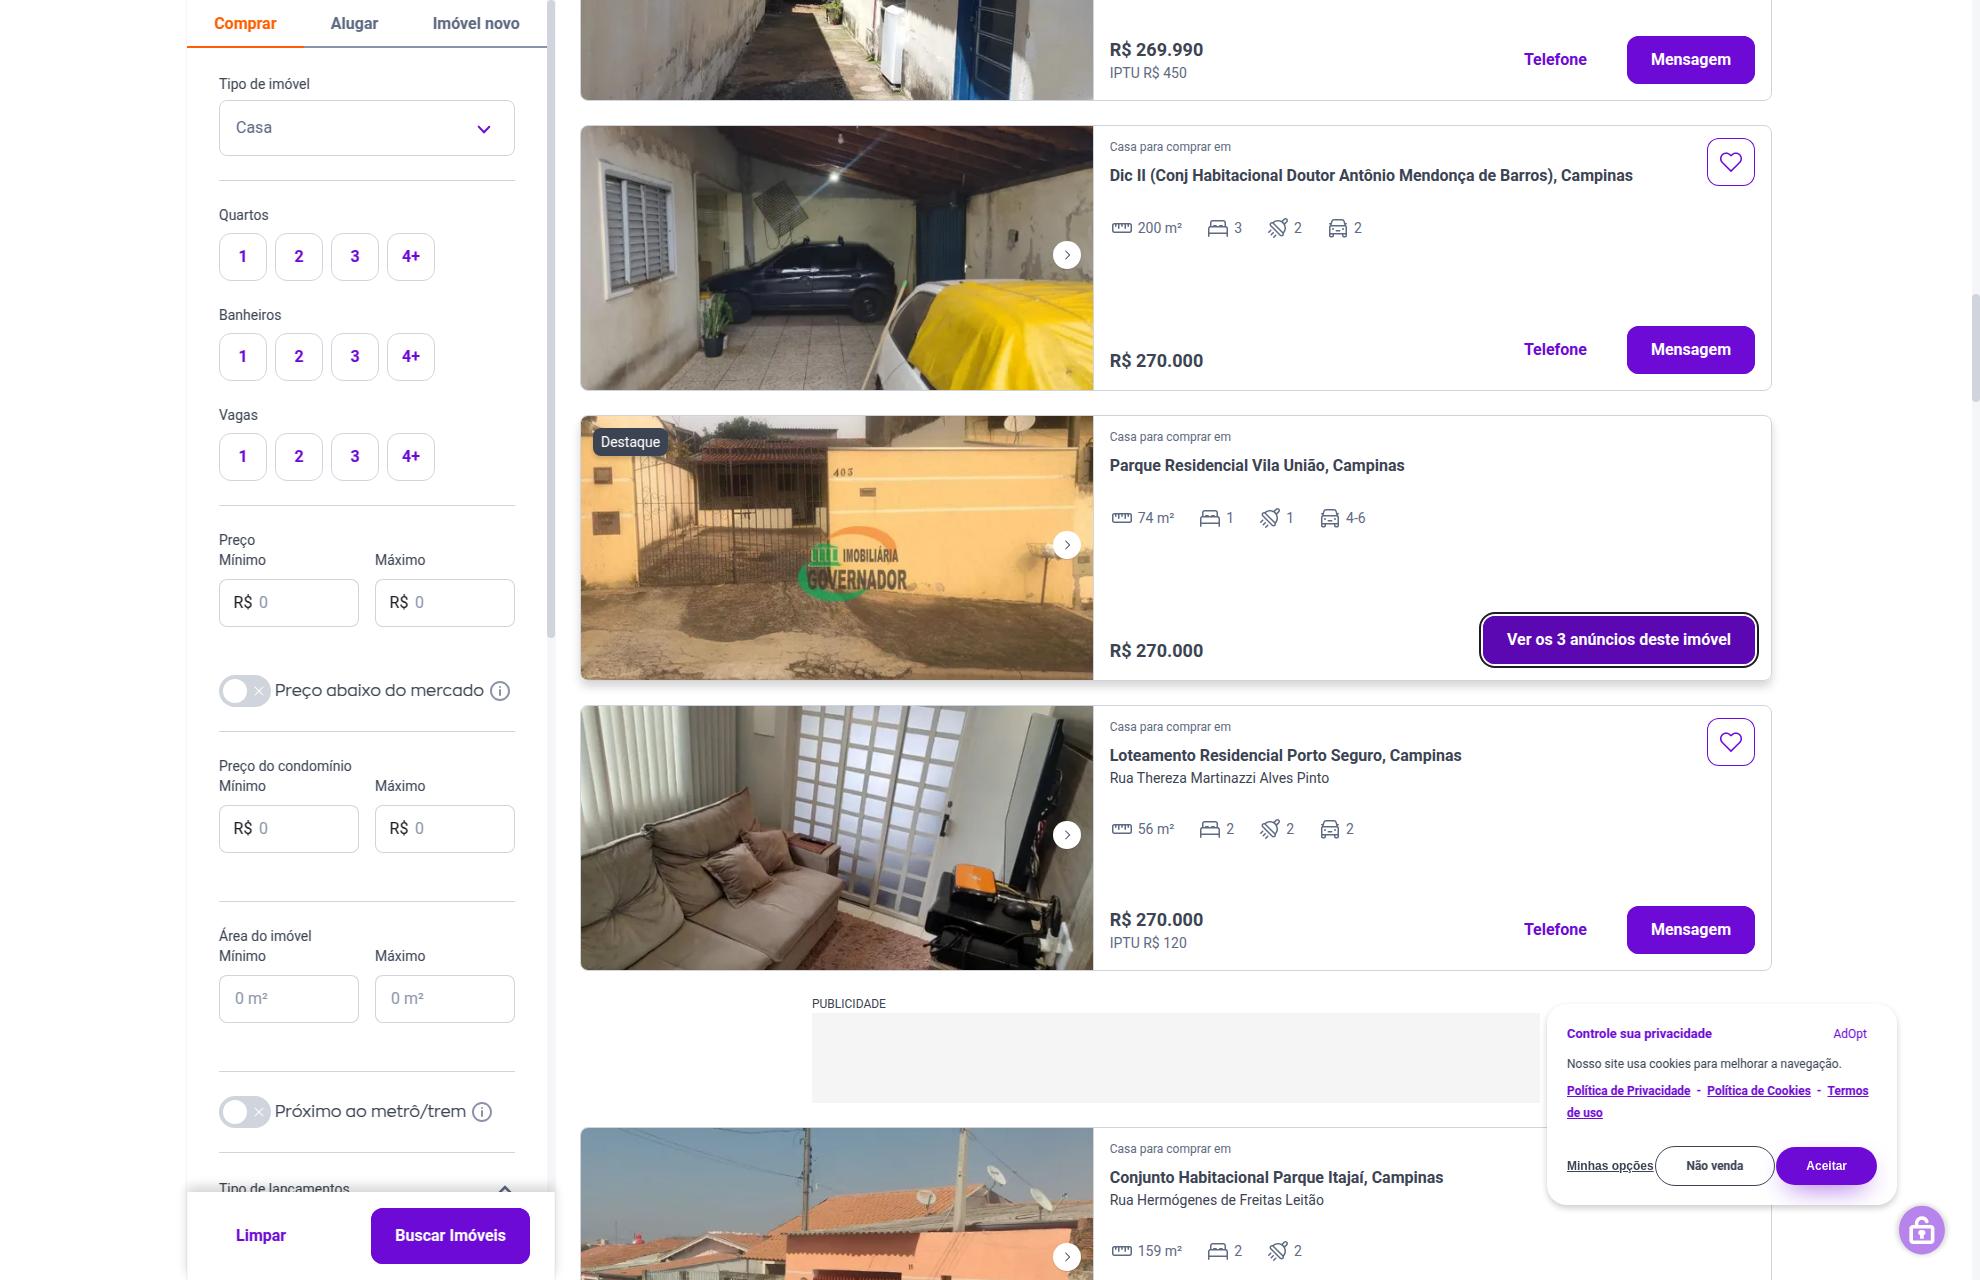 Comprar
Alugar
Imóvel novo
Tipo de imóvel
Casa
Quartos
1 2 3 4+
Banheiros
1 2 3 4+
Vagas
1 2 3 4+
Preço
Mínimo Máximo
R$ 0 R$ 0
Preço abaixo do mercado
Preço do condomínio
Mínimo Máximo
R$ 0 R$ 0
Área do imóvel
Mínimo Máximo
0 m² 0 m²
Próximo ao metrô/trem
Tipo de lançamentos
Limpar
Buscar Imóveis
R$ 269.990
IPTU R$ 450
Telefone
Mensagem
Casa para comprar em
Dic II (Conj Habitacional Doutor Antônio Mendonça de Barros), Campinas
200 m² 3 2 2
R$ 270.000
Telefone
Mensagem
Destaque
403
IMOBILIÁRIA
GOVERNADOR
Casa para comprar em
Parque Residencial Vila União, Campinas
74 m² 1 1 4-6
R$ 270.000
Ver os 3 anúncios deste imóvel
Casa para comprar em
Loteamento Residencial Porto Seguro, Campinas
Rua Thereza Martinazzi Alves Pinto
56 m² 2 2 2
R$ 270.000
IPTU R$ 120
Telefone
Mensagem
PUBLICIDADE
Casa para comprar em
Conjunto Habitacional Parque Itajaí, Campinas
Rua Hermógenes de Freitas Leitão
159 m² 2 2
Controle sua privacidade
AdOpt
Nosso site usa cookies para melhorar a navegação.
Política de Privacidade - Política de Cookies - Termos
de uso
Minhas opções
Não venda
Aceitar